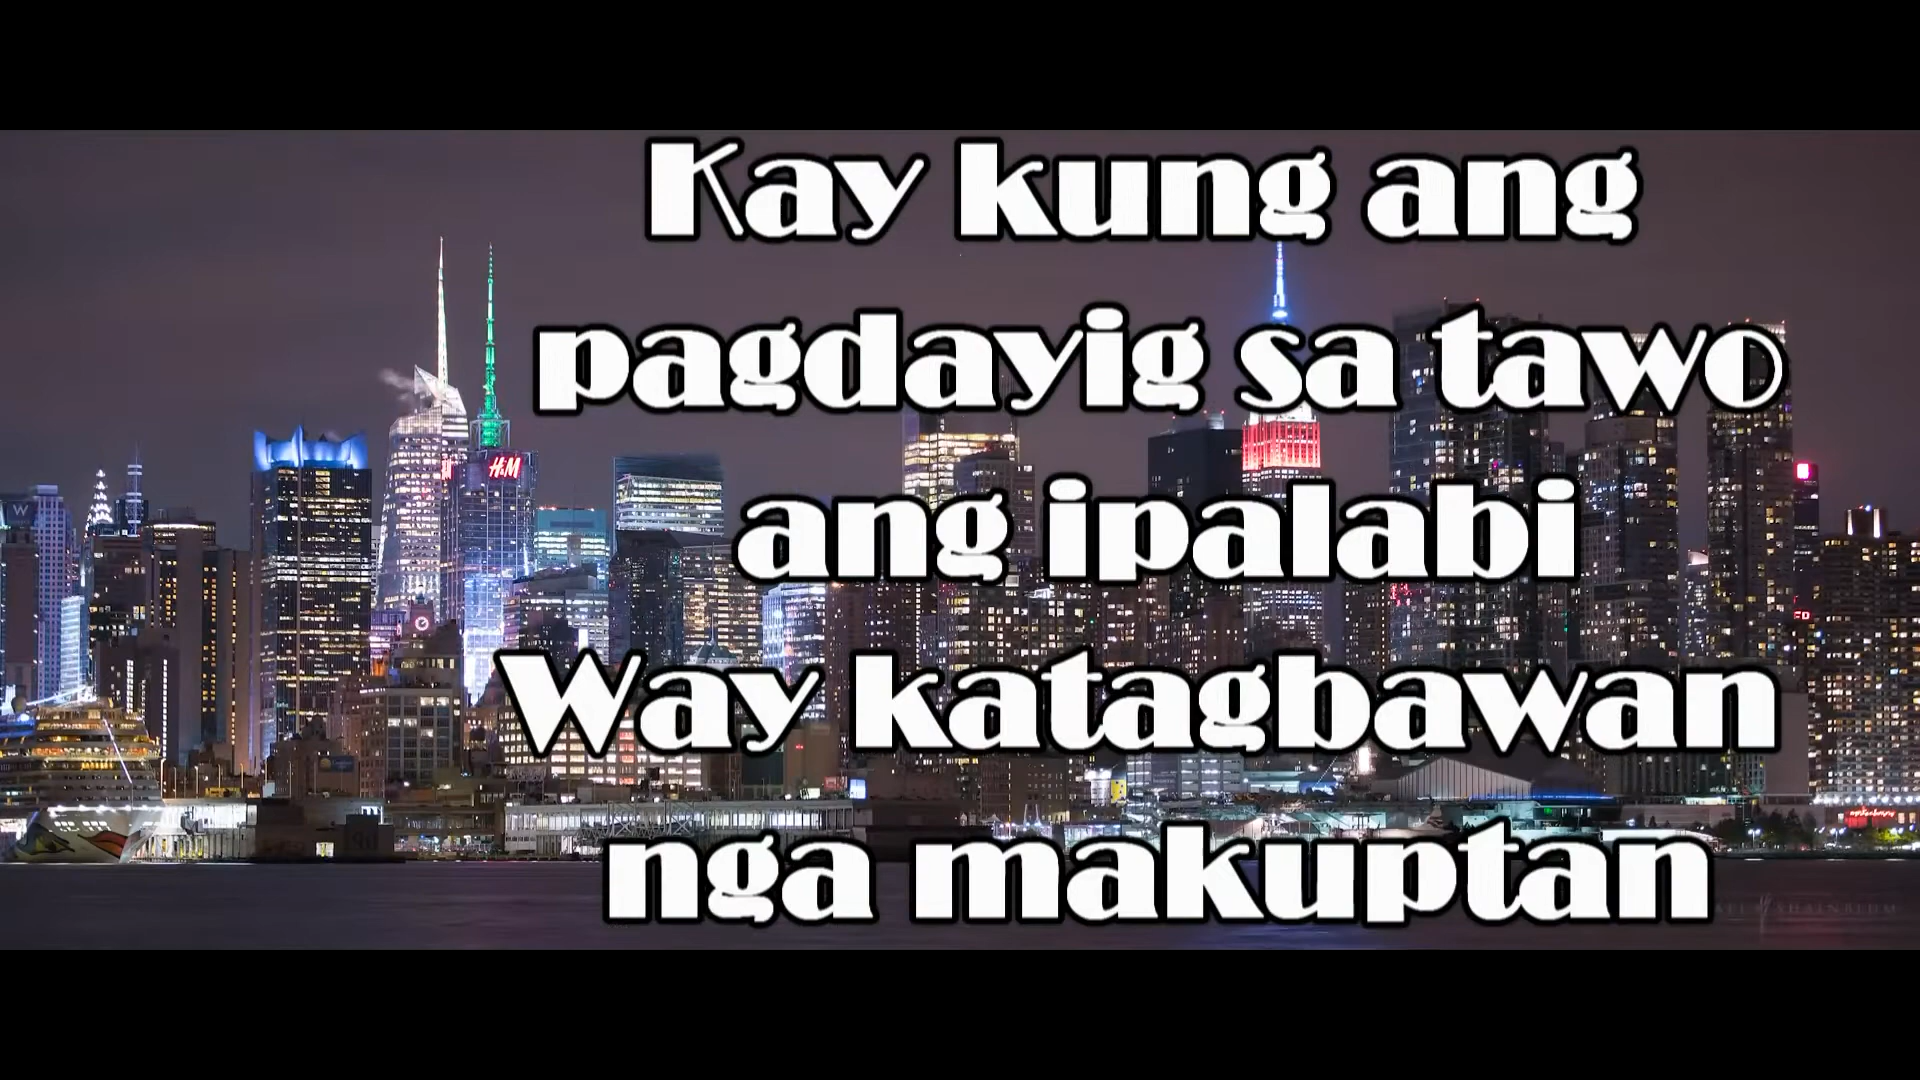 Kay kung ang
pagdayig sa tawo
ang ipalabi
Way katagbawan
nga makuptan
H&M
W